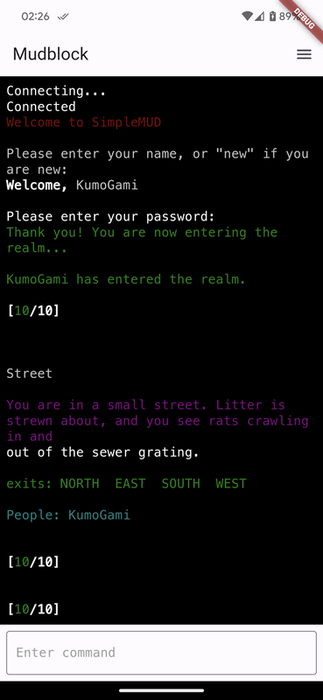 02:26
89%
DEBUG
Mudblock
Connecting...
Connected
Welcome to SimpleMUD
Please enter your name, or "new" if you
are new:
Welcome, KumoGami
Please enter your password:
Thank you! You are now entering the
realm...
KumoGami has entered the realm.
[10/10]
Street
You are in a small street. Litter is
strewn about, and you see rats crawling
in and
out of the sewer grating.
exits: NORTH  EAST  SOUTH  WEST
People: KumoGami
[10/10]
[10/10]
Enter command